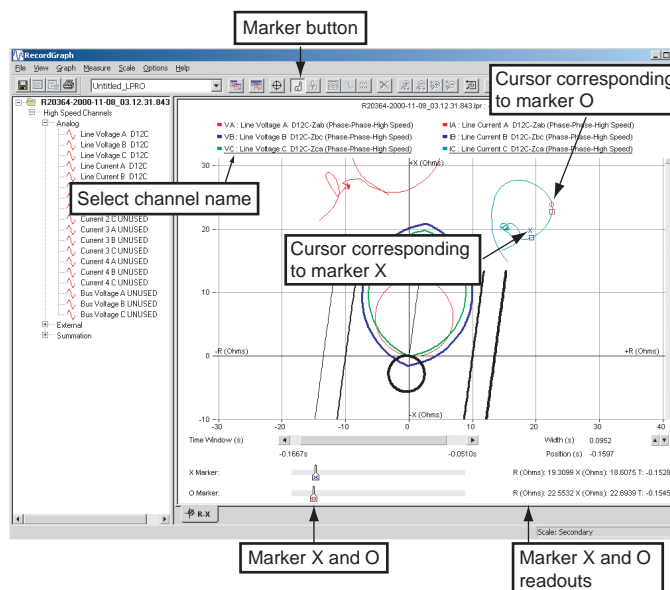 Marker button
RecordGraph
File View Graph Measure Scale Options Help
Untitled_LPRO
Cursor corresponding
to marker O
R20364-2000-11-08_03.12.31.843
High Speed Channels
Analog
Line Voltage A D12C
Line Voltage B D12C
Line Voltage C D12C
Line Current A D12C
Line Current B D12C
Select channel name
Current 2 C UNUSED
Current 3 A UNUSED
Current 3 B UNUSED
Current 3 C UNUSED
Current 4 A UNUSED
Current 4 B UNUSED
Current 4 C UNUSED
Bus Voltage A UNUSED
Bus Voltage B UNUSED
Bus Voltage C UNUSED
External
Summation
R20364-2000-11-08_03.12.31.843.lpr :
VA : Line Voltage A D12C-Zab (Phase-Phase-High Speed)
IA : Line Current A D12C-Zab (Phase-Phase-High Speed)
VB : Line Voltage B D12C-Zbc (Phase-Phase-High Speed)
IB : Line Current B D12C-Zbc (Phase-Phase-High Speed)
VC : Line Voltage C D12C-Zca (Phase-Phase-High Speed)
IC : Line Current C D12C-Zca (Phase-Phase-High Speed)
30
+X (Ohms)
20
X
Cursor corresponding
to marker X
10
0
-R (Ohms)
+R (Ohms)
-10
-X (Ohms)
-30 -20 -10 0 10 20 30 40
Time Window (s)
Width (s) 0.0952
-0.1667s
-0.0510s
Position (s) -0.1597
X Marker:
R (Ohms): 19.3099 X (Ohms): 18.6075 T: -0.1528
O Marker:
R (Ohms): 22.5532 X (Ohms): 22.6939 T: -0.1545
R-X
Scale: Secondary
Marker X and O
Marker X and O
readouts